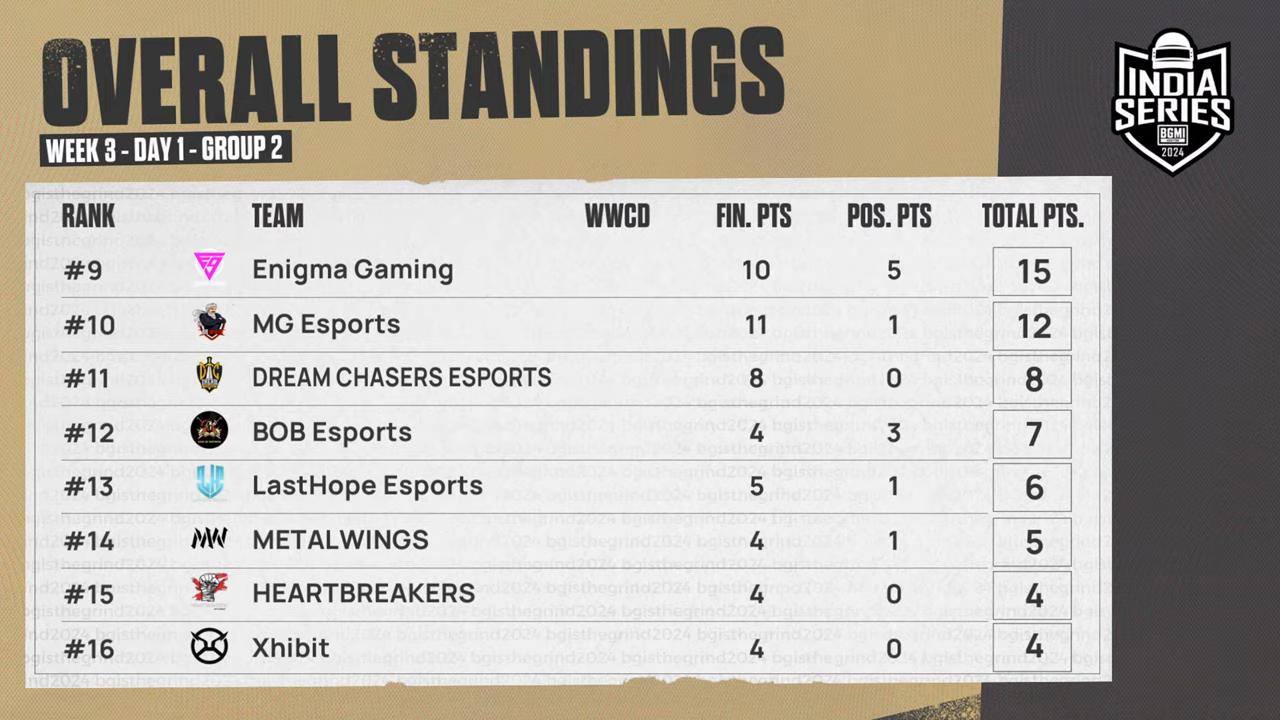 OVERALL STANDINGS
WEEK 3 - DAY 1 - GROUP 2
INDIA
SERIES
BGMI
2024
RANK TEAM WWCD FIN. PTS POS. PTS TOTAL PTS.
#9 Enigma Gaming 10 5 15
#10 MG Esports 11 1 12
#11 DREAM CHASERS ESPORTS 8 0 8
#12 BOB Esports 4 3 7
#13 LastHope Esports 5 1 6
#14 METALWINGS 4 1 5
#15 HEARTBREAKERS 4 0 4
#16 Xhibit 4 0 4